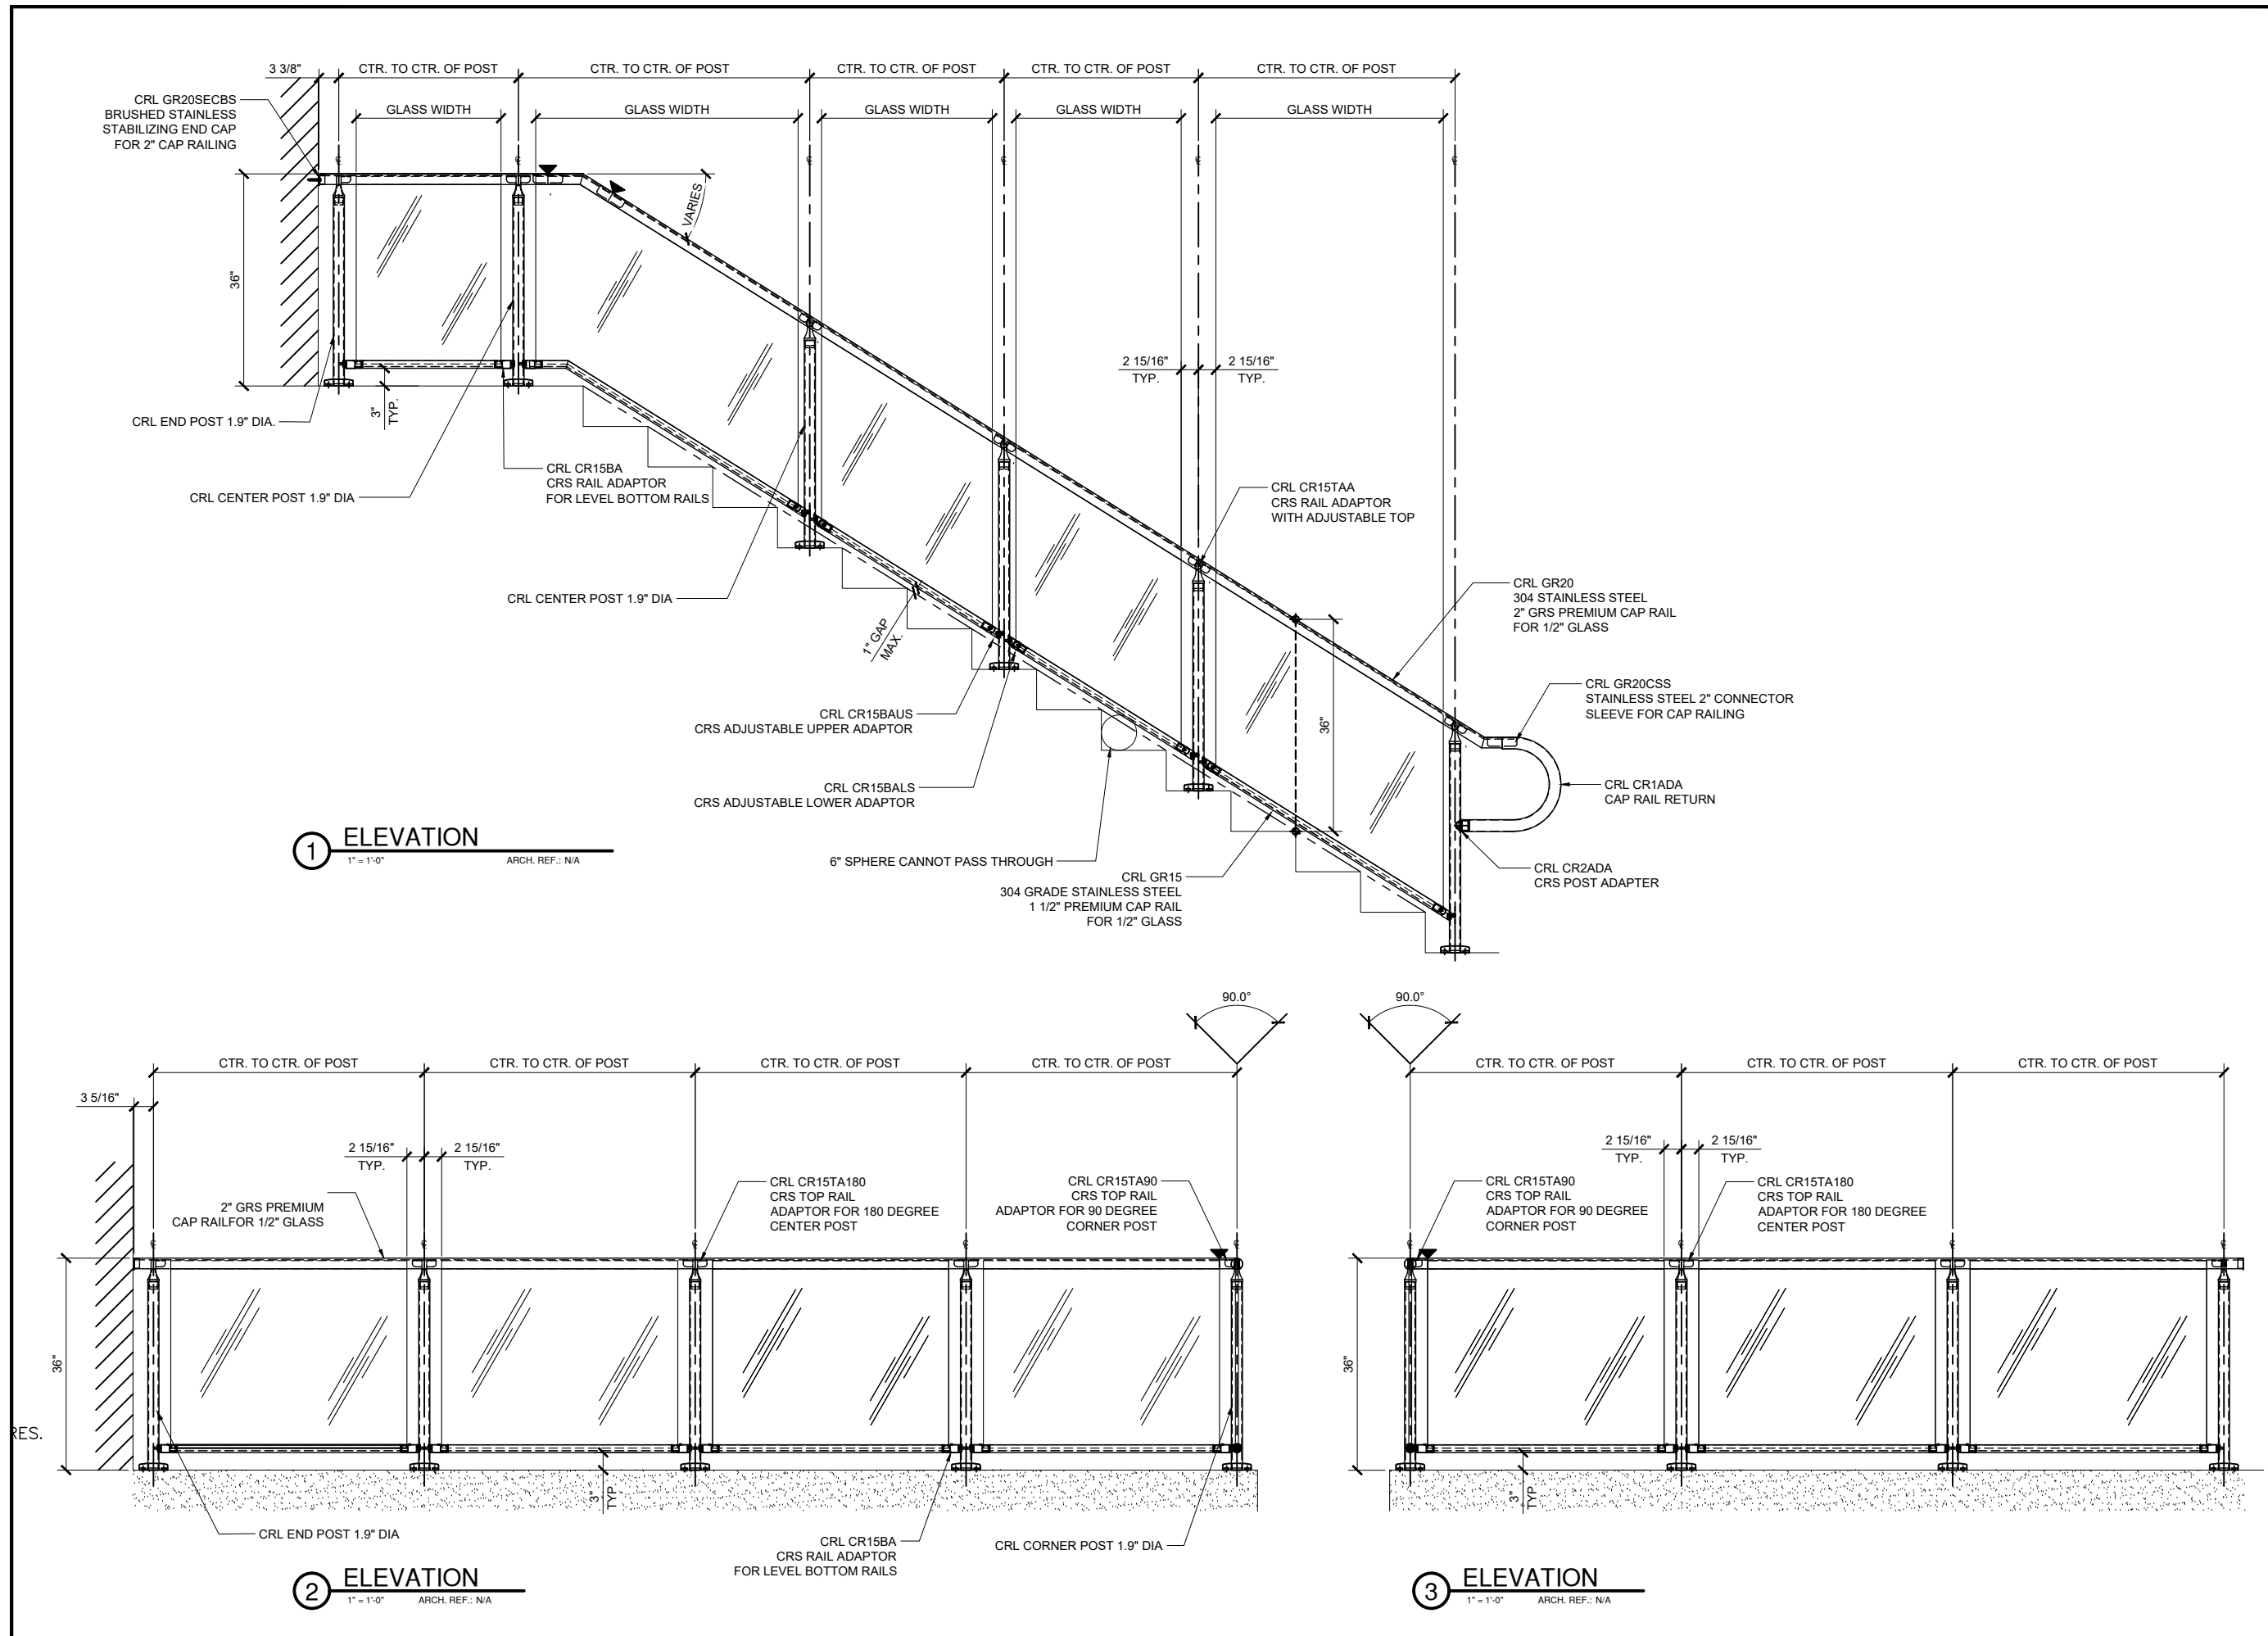 3 3/8"
CTR. TO CTR. OF POST
CTR. TO CTR. OF POST
CTR. TO CTR. OF POST
CTR. TO CTR. OF POST
CTR. TO CTR. OF POST
GLASS WIDTH
GLASS WIDTH
GLASS WIDTH
GLASS WIDTH
GLASS WIDTH
CRL GR20SECBS
BRUSHED STAINLESS
STABILIZING END CAP
FOR 2" CAP RAILING
VARIES
36"
2 15/16"
TYP.
2 15/16"
TYP.
3"
TYP.
CRL END POST 1.9" DIA.
CRL CENTER POST 1.9" DIA
CRL CR15BA
CRS RAIL ADAPTOR
FOR LEVEL BOTTOM RAILS
CRL CR15TAA
CRS RAIL ADAPTOR
WITH ADJUSTABLE TOP
CRL CENTER POST 1.9" DIA
1" GAP
MAX.
CRL GR20
304 STAINLESS STEEL
2" GRS PREMIUM CAP RAIL
FOR 1/2" GLASS
CRL GR20CSS
STAINLESS STEEL 2" CONNECTOR
SLEEVE FOR CAP RAILING
36"
CRL CR15BAUS
CRS ADJUSTABLE UPPER ADAPTOR
CRL CR15BALS
CRS ADJUSTABLE LOWER ADAPTOR
CRL CR1ADA
CAP RAIL RETURN
6" SPHERE CANNOT PASS THROUGH
CRL GR15
304 GRADE STAINLESS STEEL
1 1/2" PREMIUM CAP RAIL
FOR 1/2" GLASS
CRL CR2ADA
CRS POST ADAPTER
1
ELEVATION
1" = 1'-0"
ARCH. REF.: N/A
90.0°
CTR. TO CTR. OF POST
CTR. TO CTR. OF POST
CTR. TO CTR. OF POST
CTR. TO CTR. OF POST
3 5/16"
2 15/16"
TYP.
2 15/16"
TYP.
2" GRS PREMIUM
CAP RAILFOR 1/2" GLASS
CRL CR15TA180
CRS TOP RAIL
ADAPTOR FOR 180 DEGREE
CENTER POST
CRL CR15TA90
CRS TOP RAIL
ADAPTOR FOR 90 DEGREE
CORNER POST
36"
RES.
3"
TYP
CRL END POST 1.9" DIA
CRL CR15BA
CRS RAIL ADAPTOR
FOR LEVEL BOTTOM RAILS
CRL CORNER POST 1.9" DIA
2
ELEVATION
1" = 1'-0"
ARCH. REF.: N/A
90.0°
CTR. TO CTR. OF POST
CTR. TO CTR. OF POST
CTR. TO CTR. OF POST
2 15/16"
TYP.
2 15/16"
TYP.
CRL CR15TA90
CRS TOP RAIL
ADAPTOR FOR 90 DEGREE
CORNER POST
CRL CR15TA180
CRS TOP RAIL
ADAPTOR FOR 180 DEGREE
CENTER POST
36"
3"
TYP
3
ELEVATION
1" = 1'-0"
ARCH. REF.: N/A